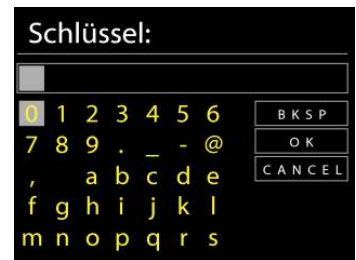 Schlüssel:
0 1 2 3 4 5 6 BKSP
7 8 9 . _ - @ OK
, a b c d e CANCEL
f g h i j k l
m n o p q r s